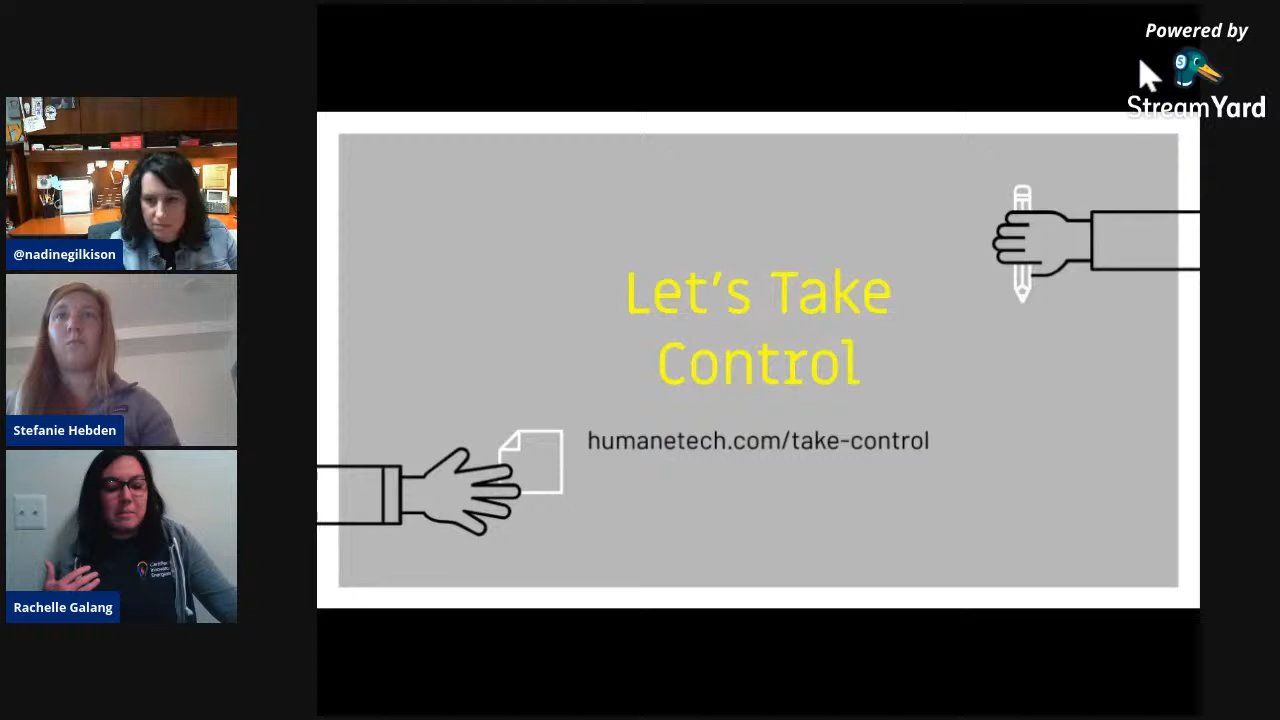 Powered by
StreamYard
@nadinegilkison
Stefanie Hebden
Rachelle Galang
Let's Take
Control
humanetech.com/take-control